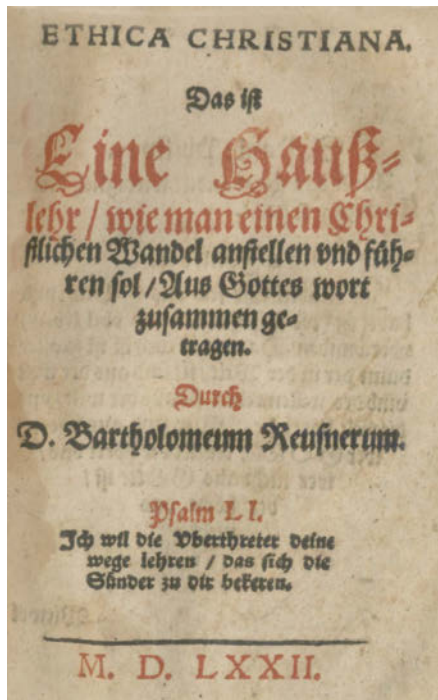 ETHICA CHRISTIANA.
Das ist
Eine Hauß-
lehr / wie man einen Chri-
stlichen Wandel anstellen vnd füh-
ren sol / Aus Gottes wort
zusammen ge-
tragen.
Durch
D. Bartholomeum Reusnerum.
Psalm LI.
Ich wil die Vberthreter deine
wege lehren / das sich die
Sünder zu dir bekeren.
M. D. LXXII.